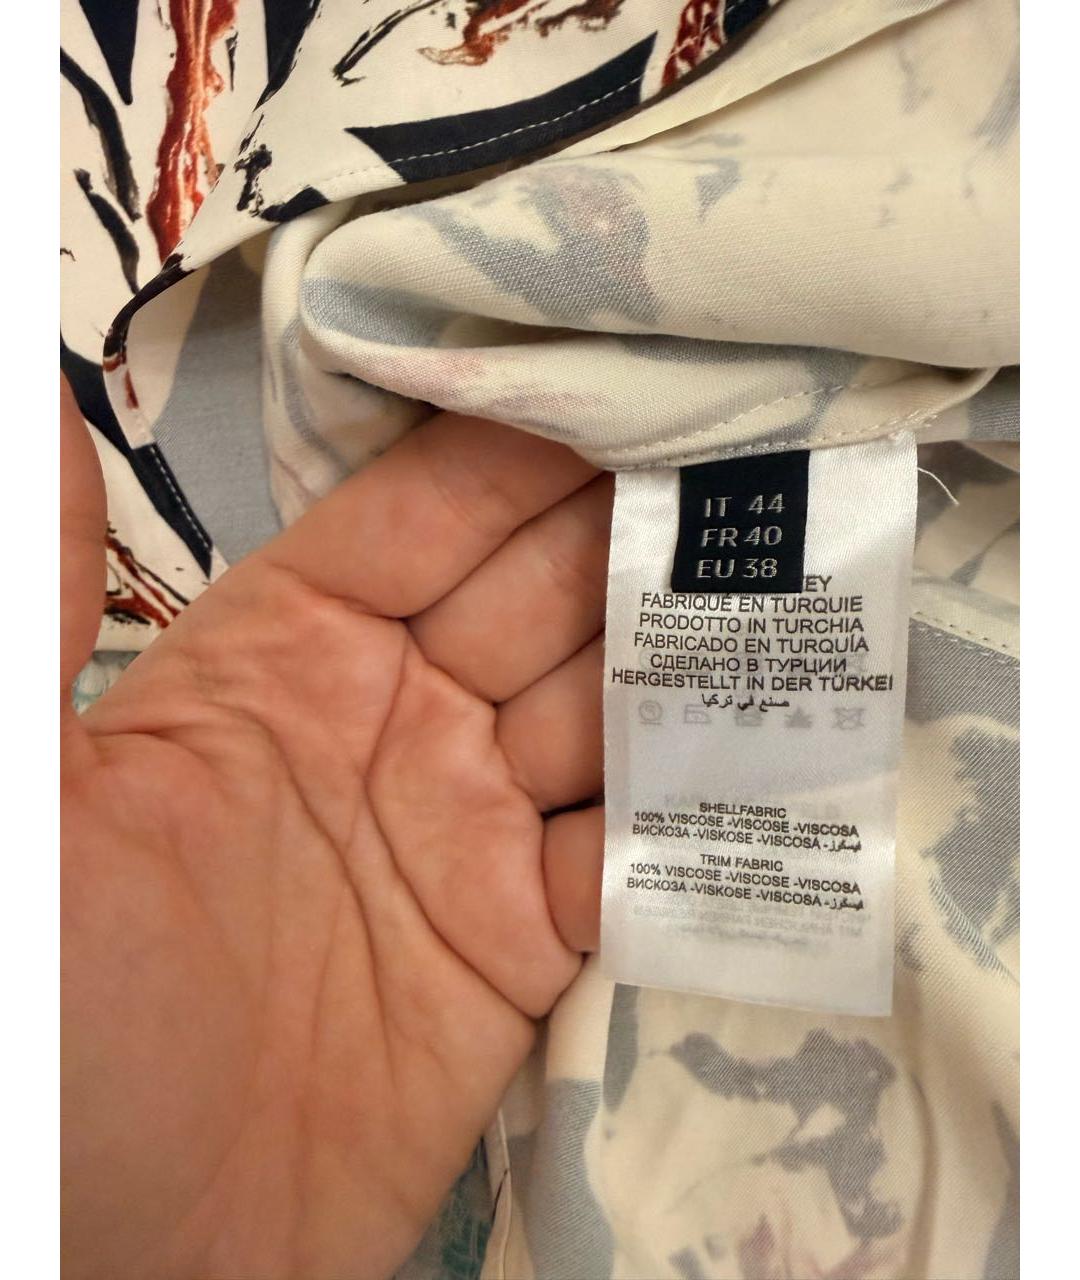 IT 44
FR 40
EU 38
EY
FABRIQUÉ EN TURQUIE
PRODOTTO IN TURCHIA
FABRICADO EN TURQUÍA
СДЕЛАНО В ТУРЦИИ
HERGESTELLT IN DER TÜRKEI
صنع في تركيا
SHELLFABRIC
100% VISCOSE -VISCOSE -VISCOSA
ВИСКОЗА -VISKOSE -VISCOSA - فيسكوز
TRIM FABRIC
100% VISCOSE -VISCOSE -VISCOSA
ВИСКОЗА -VISKOSE -VISCOSA - فيسكوز